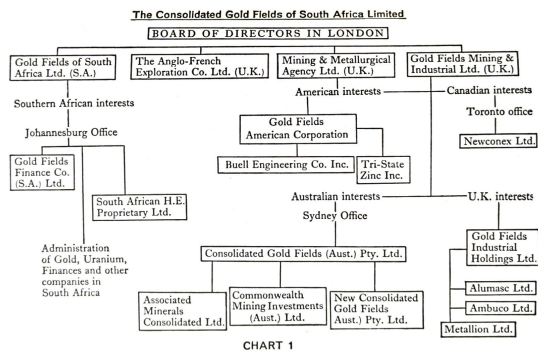 The Consolidated Gold Fields of South Africa Limited
BOARD OF DIRECTORS IN LONDON
Gold Fields of South
Africa Ltd. (S.A.)
The Anglo-French
Exploration Co. Ltd. (U.K.)
Mining & Metallurgical
Agency Ltd. (U.K.)
Gold Fields Mining &
Industrial Ltd. (U.K.)
Southern African interests
American interests
Canadian interests
Toronto office
Newconex Ltd.
Johannesburg Office
Gold Fields
American Corporation
Buell Engineering Co. Inc.
Tri-State
Zinc Inc.
Gold Fields
Finance Co.
(S.A.) Ltd.
South African H.E.
Proprietary Ltd.
Administration
of Gold, Uranium,
Finances and other
companies in
South Africa
Australian interests
Sydney Office
U.K. interests
Consolidated Gold Fields (Aust.) Pty. Ltd.
Gold Fields
Industrial
Holdings Ltd.
Associated
Minerals
Consolidated Ltd.
Commonwealth
Mining Investments
(Aust.) Ltd.
New Consolidated
Gold Fields
Aust.) Pty. Ltd.
Alumasc Ltd.
Ambuco Ltd.
Metallion Ltd.
CHART 1